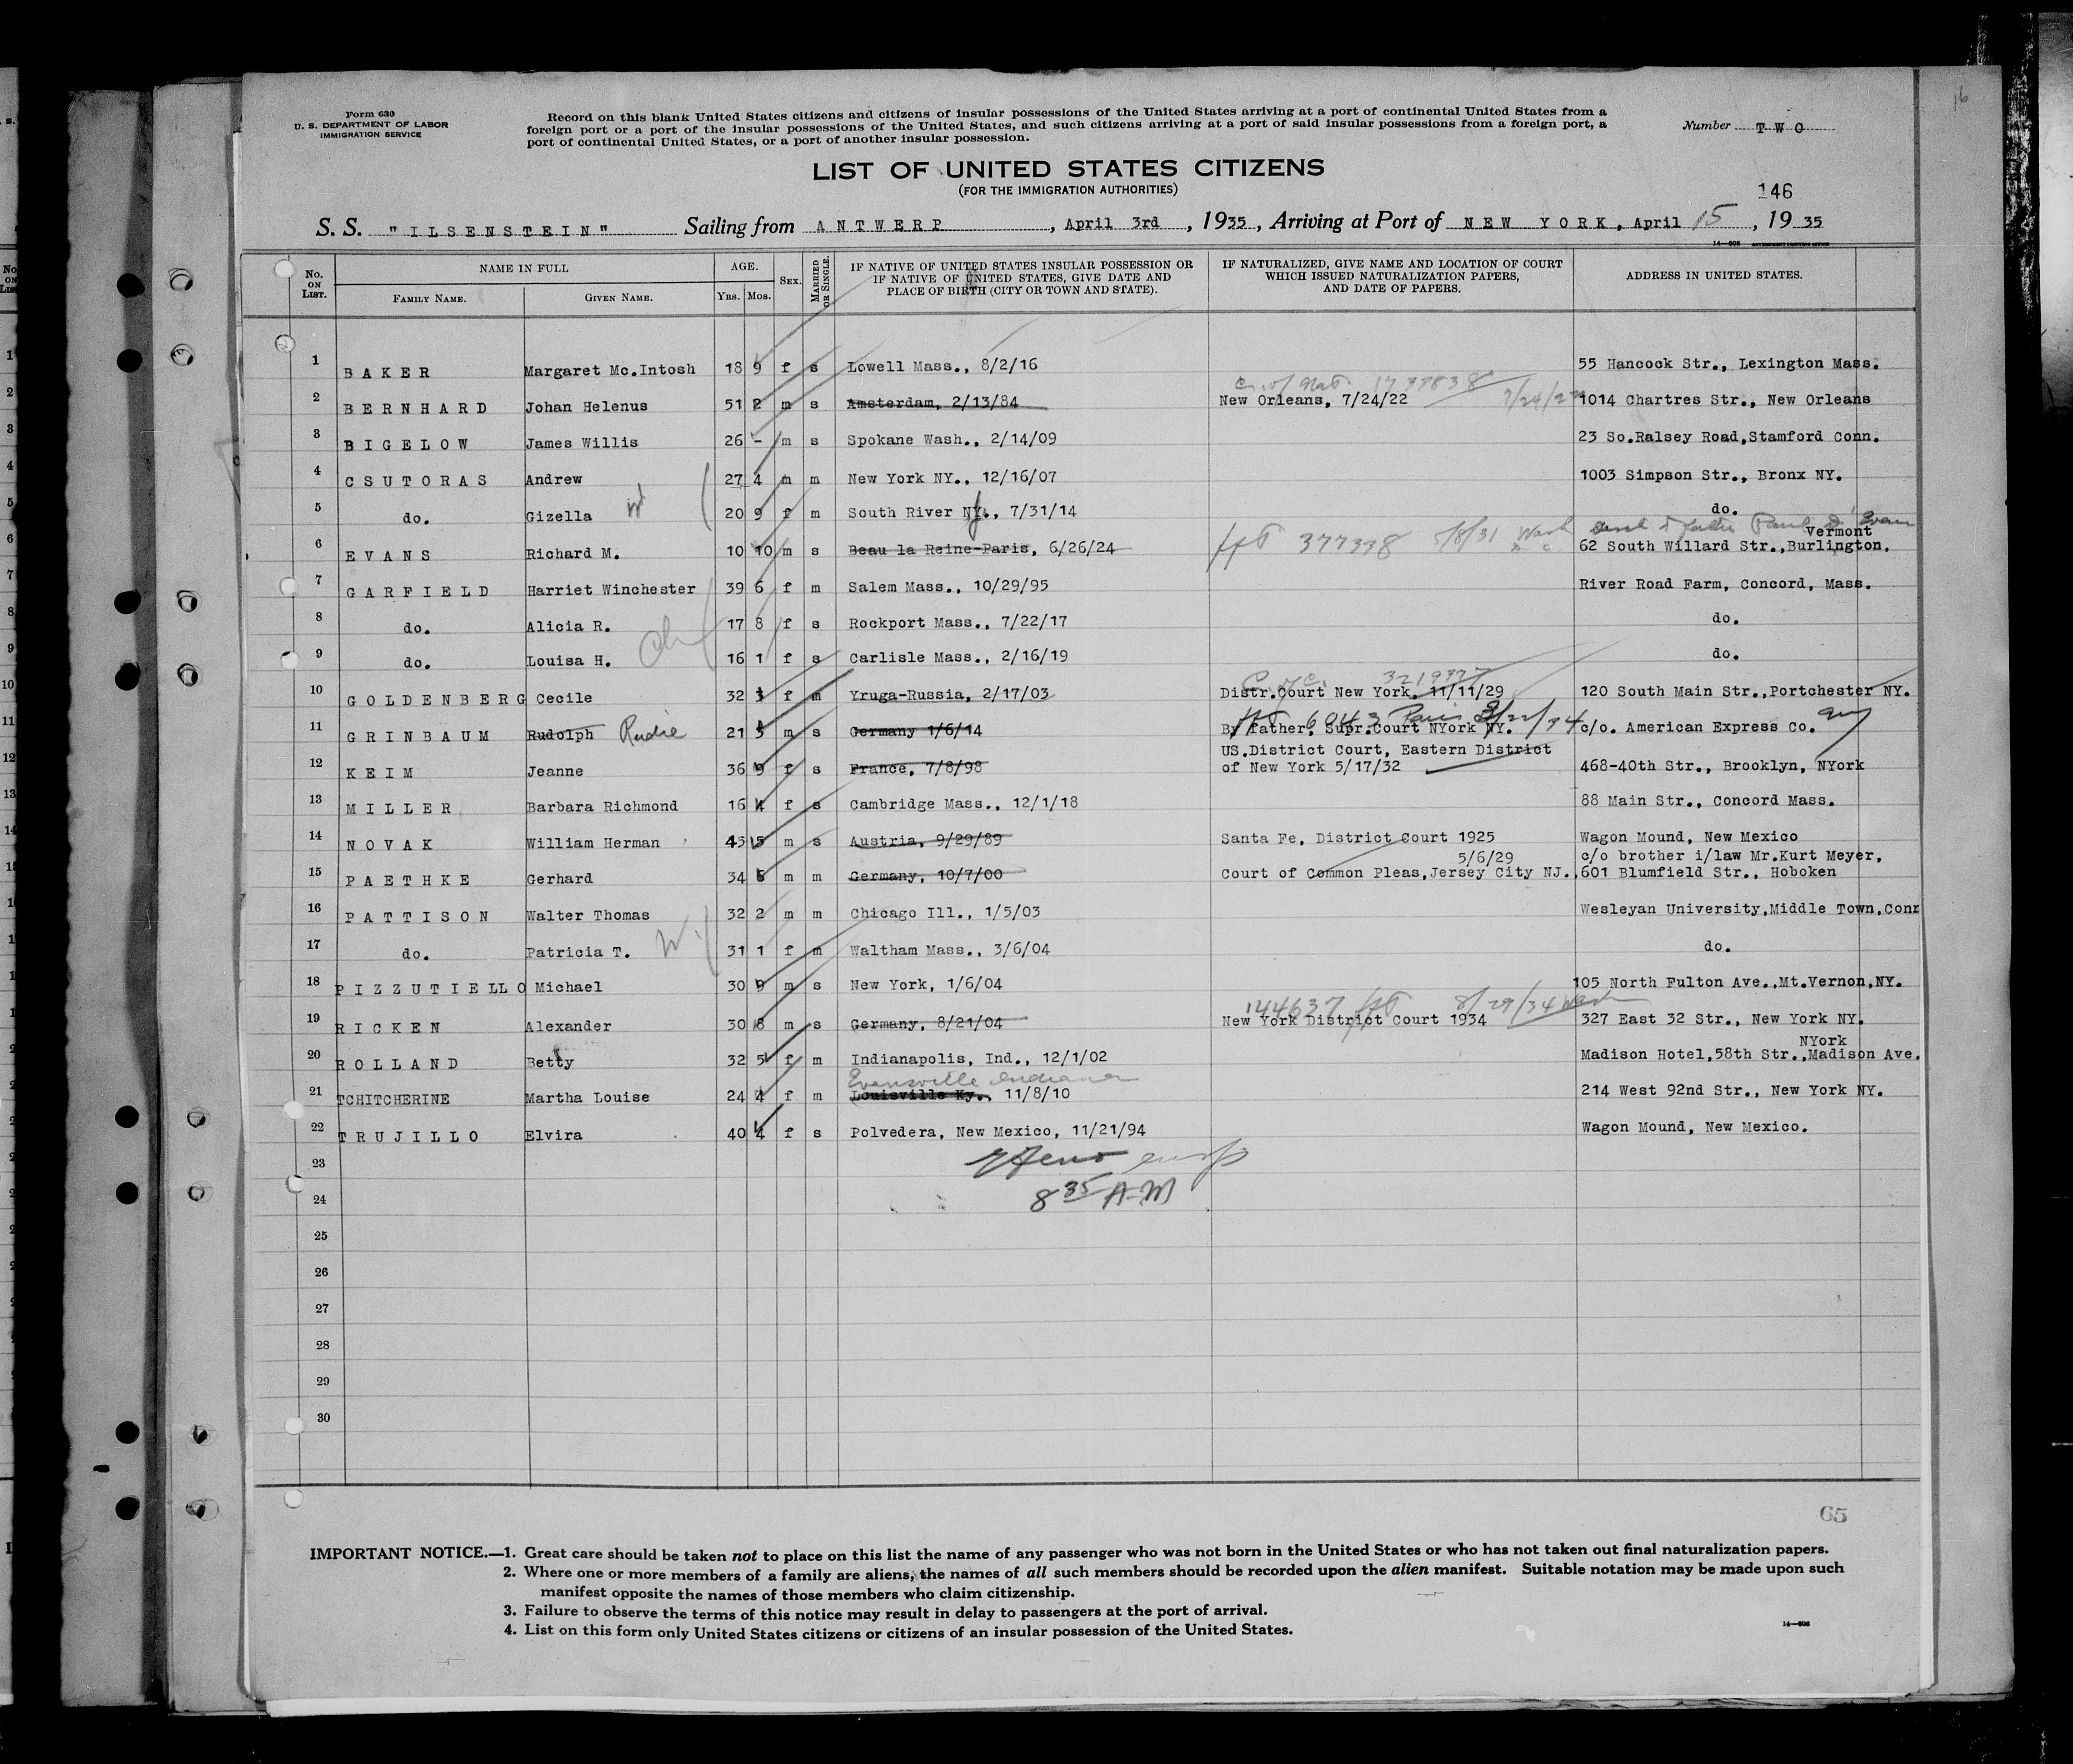 16
Form 630
U. S. DEPARTMENT OF LABOR
IMMIGRATION SERVICE
Record on this blank United States citizens and citizens of insular possessions of the United States arriving at a port of continental United States from a
foreign port or a port of the insular possessions of the United States, and such citizens arriving at a port of said insular possessions from a foreign port, a
port of continental United States, or a port of another insular possession.
Number TWO
LIST OF UNITED STATES CITIZENS
(FOR THE IMMIGRATION AUTHORITIES)
146
S. S. "ILSENSTEIN" Sailing from ANTWERP, April 3rd, 1935, Arriving at Port of NEW YORK, April 15, 1935
14—608 GOVERNMENT PRINTING OFFICE
No. ON LIST. NAME IN FULL FAMILY NAME. GIVEN NAME. AGE. Yrs. Mos. SEX. MARRIED OR SINGLE. IF NATIVE OF UNITED STATES INSULAR POSSESSION OR IF NATIVE OF UNITED STATES, GIVE DATE AND PLACE OF BIRTH (CITY OR TOWN AND STATE). IF NATURALIZED, GIVE NAME AND LOCATION OF COURT WHICH ISSUED NATURALIZATION PAPERS, AND DATE OF PAPERS. ADDRESS IN UNITED STATES.
1 BAKER Margaret Mc.Intosh 18 9 f s Lowell Mass., 8/2/16 55 Hancock Str., Lexington Mass.
2 BERNHARD Johan Helenus 51 2 m s Amsterdam, 2/13/84 New Orleans, 7/24/22 1014 Chartres Str., New Orleans
3 BIGELOW James Willis 26 - m s Spokane Wash., 2/14/09 23 So.Ralsey Road,Stamford Conn.
4 CSUTORAS Andrew 27 4 m m New York NY., 12/16/07 1003 Simpson Str., Bronx NY.
5 do. Gizella 20 9 f m South River NJ., 7/31/14 do.
6 EVANS Richard M. 10 10 m s Beau la Reine-Paris, 6/26/24 ppt 377398 5/8/31 Wash 62 South Willard Str.,Burlington, Vermont
7 GARFIELD Harriet Winchester 39 6 f m Salem Mass., 10/29/95 River Road Farm, Concord, Mass.
8 do. Alicia R. 17 8 f s Rockport Mass., 7/22/17 do.
9 do. Louisa H. 16 1 f s Carlisle Mass., 2/16/19 do.
10 GOLDENBERG Cecile 32 3 f m Yruga-Russia, 2/17/03 Distr.Court New York. 11/11/29 120 South Main Str.,Portchester NY.
11 GRINBAUM Rudolph Rudie 21 3 m s Germany 1/6/14 By father, Supr.Court NYork NY. c/o. American Express Co.
12 KEIM Jeanne 36 9 f s France, 7/8/98 US.District Court, Eastern District of New York 5/17/32 468-40th Str., Brooklyn, NYork
13 MILLER Barbara Richmond 16 4 f s Cambridge Mass., 12/1/18 88 Main Str., Concord Mass.
14 NOVAK William Herman 45 5 m s Austria, 9/29/89 Santa Fe, District Court 1925 Wagon Mound, New Mexico
15 PAETHKE Gerhard 34 6 m m Germany, 10/7/00 Court of Common Pleas,Jersey City NJ., 5/6/29 c/o brother i/law Mr.Kurt Meyer, 601 Blumfield Str., Hoboken
16 PATTISON Walter Thomas 32 2 m m Chicago Ill., 1/5/03 Wesleyan University,Middle Town,Conn
17 do. Patricia T. 31 1 f m Waltham Mass., 3/6/04 do.
18 PIZZUTIELLO Michael 30 9 m s New York, 1/6/04 105 North Fulton Ave.,Mt.Vernon,NY.
19 RICKEN Alexander 30 8 m s Germany, 8/21/04 144637 ppt 8/29/34 Wash New York District Court 1934 327 East 32 Str., New York NY.
20 ROLLAND Betty 32 5 f m Indianapolis, Ind., 12/1/02 Madison Hotel,58th Str.,Madison Ave. NYork
21 TCHITCHERINE Martha Louise 24 4 f m Evansville Indiana Louisville Ky., 11/8/10 214 West 92nd Str., New York NY.
22 TRUJILLO Elvira 40 4 f s Polvedera, New Mexico, 11/21/94 Wagon Mound, New Mexico.
23
24 8 35 A-M
25
26
27
28
29
30
65
IMPORTANT NOTICE.—1. Great care should be taken not to place on this list the name of any passenger who was not born in the United States or who has not taken out final naturalization papers.
2. Where one or more members of a family are aliens, the names of all such members should be recorded upon the alien manifest. Suitable notation may be made upon such
manifest opposite the names of those members who claim citizenship.
3. Failure to observe the terms of this notice may result in delay to passengers at the port of arrival.
4. List on this form only United States citizens or citizens of an insular possession of the United States.
14—608